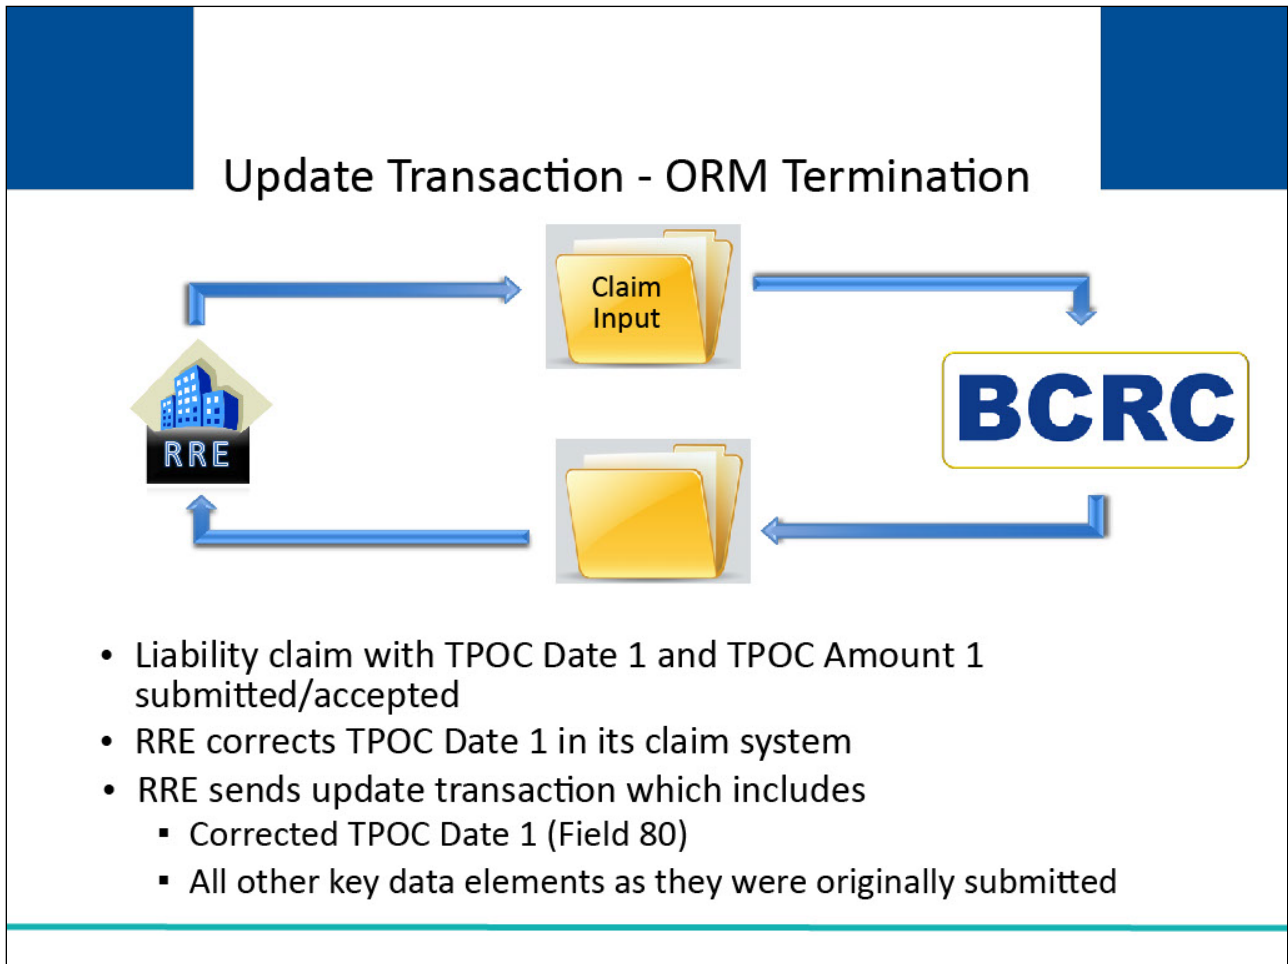 Update Transaction - ORM Termination
Claim
Input
RRE
BCRC
• Liability claim with TPOC Date 1 and TPOC Amount 1
submitted/accepted
• RRE corrects TPOC Date 1 in its claim system
• RRE sends update transaction which includes
▪ Corrected TPOC Date 1 (Field 80)
▪ All other key data elements as they were originally submitted